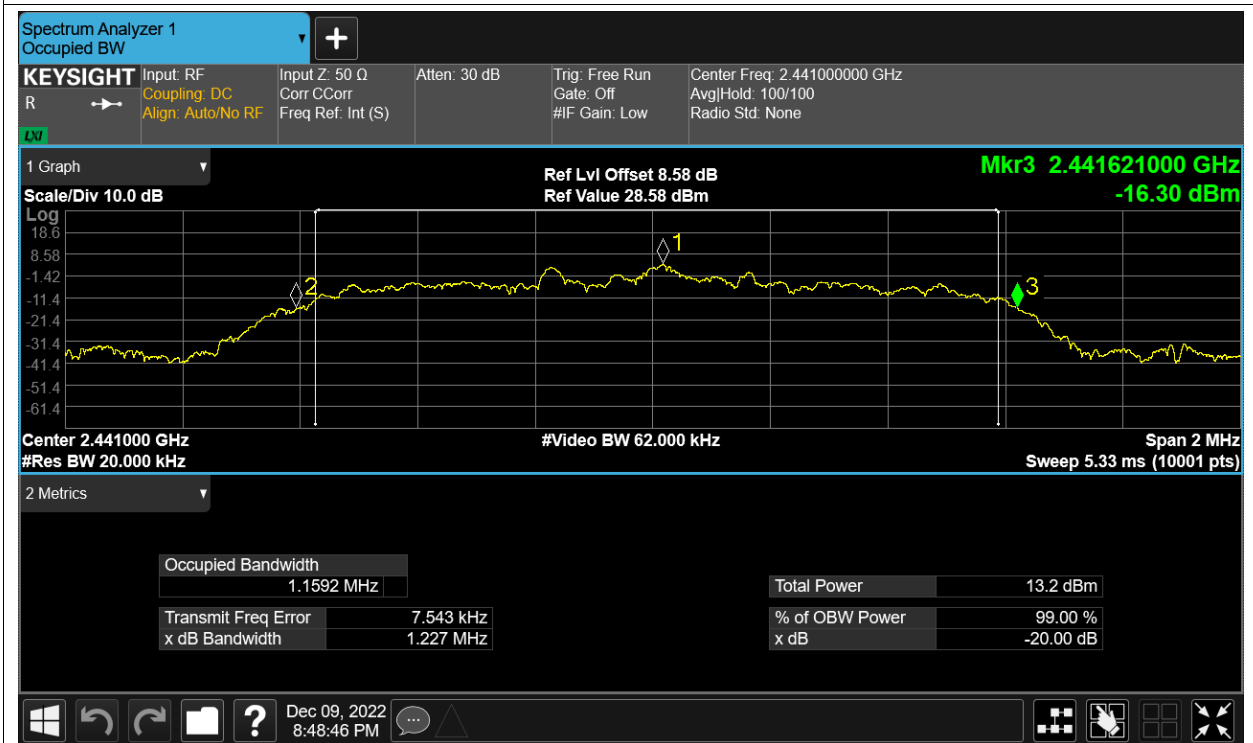 Spectrum Analyzer 1
Occupied BW
KEYSIGHT
R
LXI
Input: RF
Coupling: DC
Align: Auto/No RF
Input Z: 50 Ω
Corr CCorr
Freq Ref: Int (S)
Atten: 30 dB
Trig: Free Run
Gate: Off
#IF Gain: Low
Center Freq: 2.441000000 GHz
Avg|Hold: 100/100
Radio Std: None
1 Graph
Scale/Div 10.0 dB
Ref Lvl Offset 8.58 dB
Ref Value 28.58 dBm
Mkr3 2.441621000 GHz
-16.30 dBm
Log
18.6
8.58
-1.42
-11.4
-21.4
-31.4
-41.4
-51.4
-61.4
1
2
3
Center 2.441000 GHz
#Res BW 20.000 kHz
#Video BW 62.000 kHz
Span 2 MHz
Sweep 5.33 ms (10001 pts)
2 Metrics
Occupied Bandwidth
1.1592 MHz
Transmit Freq Error 7.543 kHz
x dB Bandwidth 1.227 MHz
Total Power 13.2 dBm
% of OBW Power 99.00 %
x dB -20.00 dB
?
Dec 09, 2022
8:48:46 PM